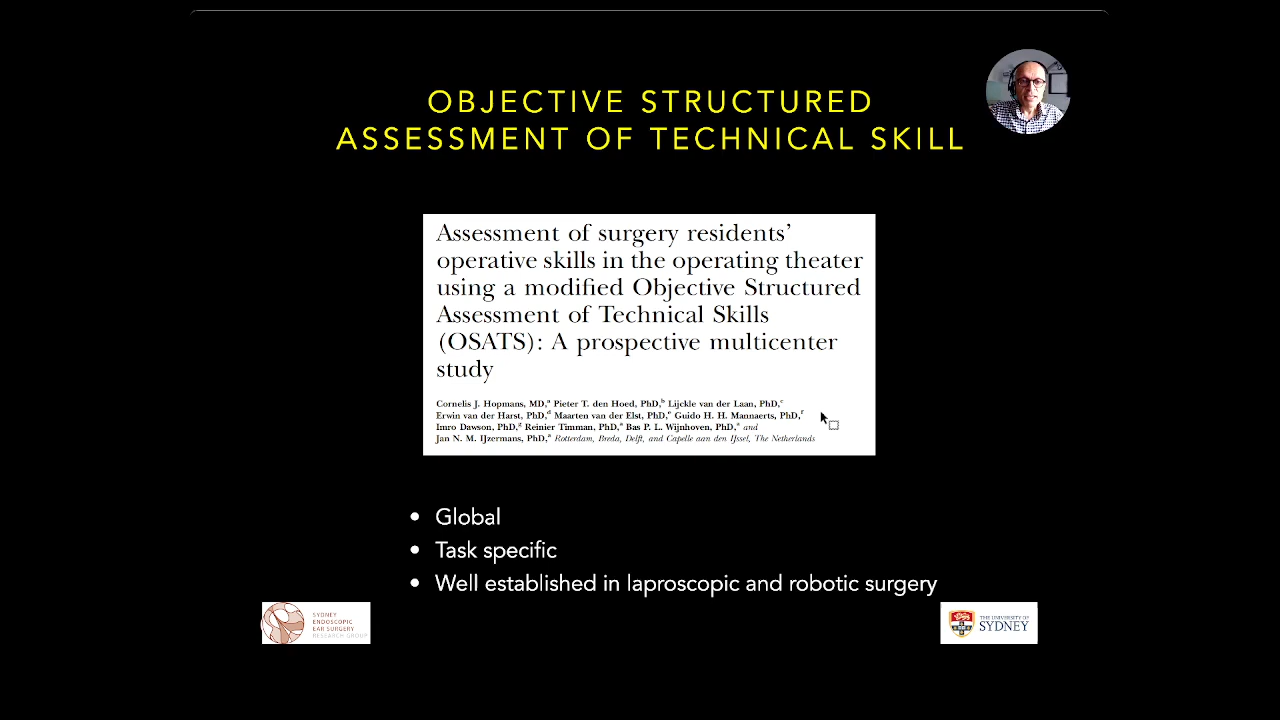 OBJECTIVE STRUCTURED
ASSESSMENT OF TECHNICAL SKILL
Assessment of surgery residents’
operative skills in the operating theater
using a modified Objective Structured
Assessment of Technical Skills
(OSATS): A prospective multicenter
study
Cornelis J. Hopmans, MD,a Pieter T. den Hoed, PhD,b Lijckle van der Laan, PhD,c
Erwin van der Harst, PhD,d Maarten van der Elst, PhD,e Guido H. H. Mannaerts, PhD,f
Imro Dawson, PhD,g Reinier Timman, PhD,a Bas P. L. Wijnhoven, PhD,a and
Jan N. M. IJzermans, PhD,a Rotterdam, Breda, Delft, and Capelle aan den IJssel, The Netherlands
• Global
• Task specific
• Well established in laproscopic and robotic surgery
SYDNEY
ENDOSCOPIC
EAR SURGERY
RESEARCH GROUP
THE UNIVERSITY OF
SYDNEY